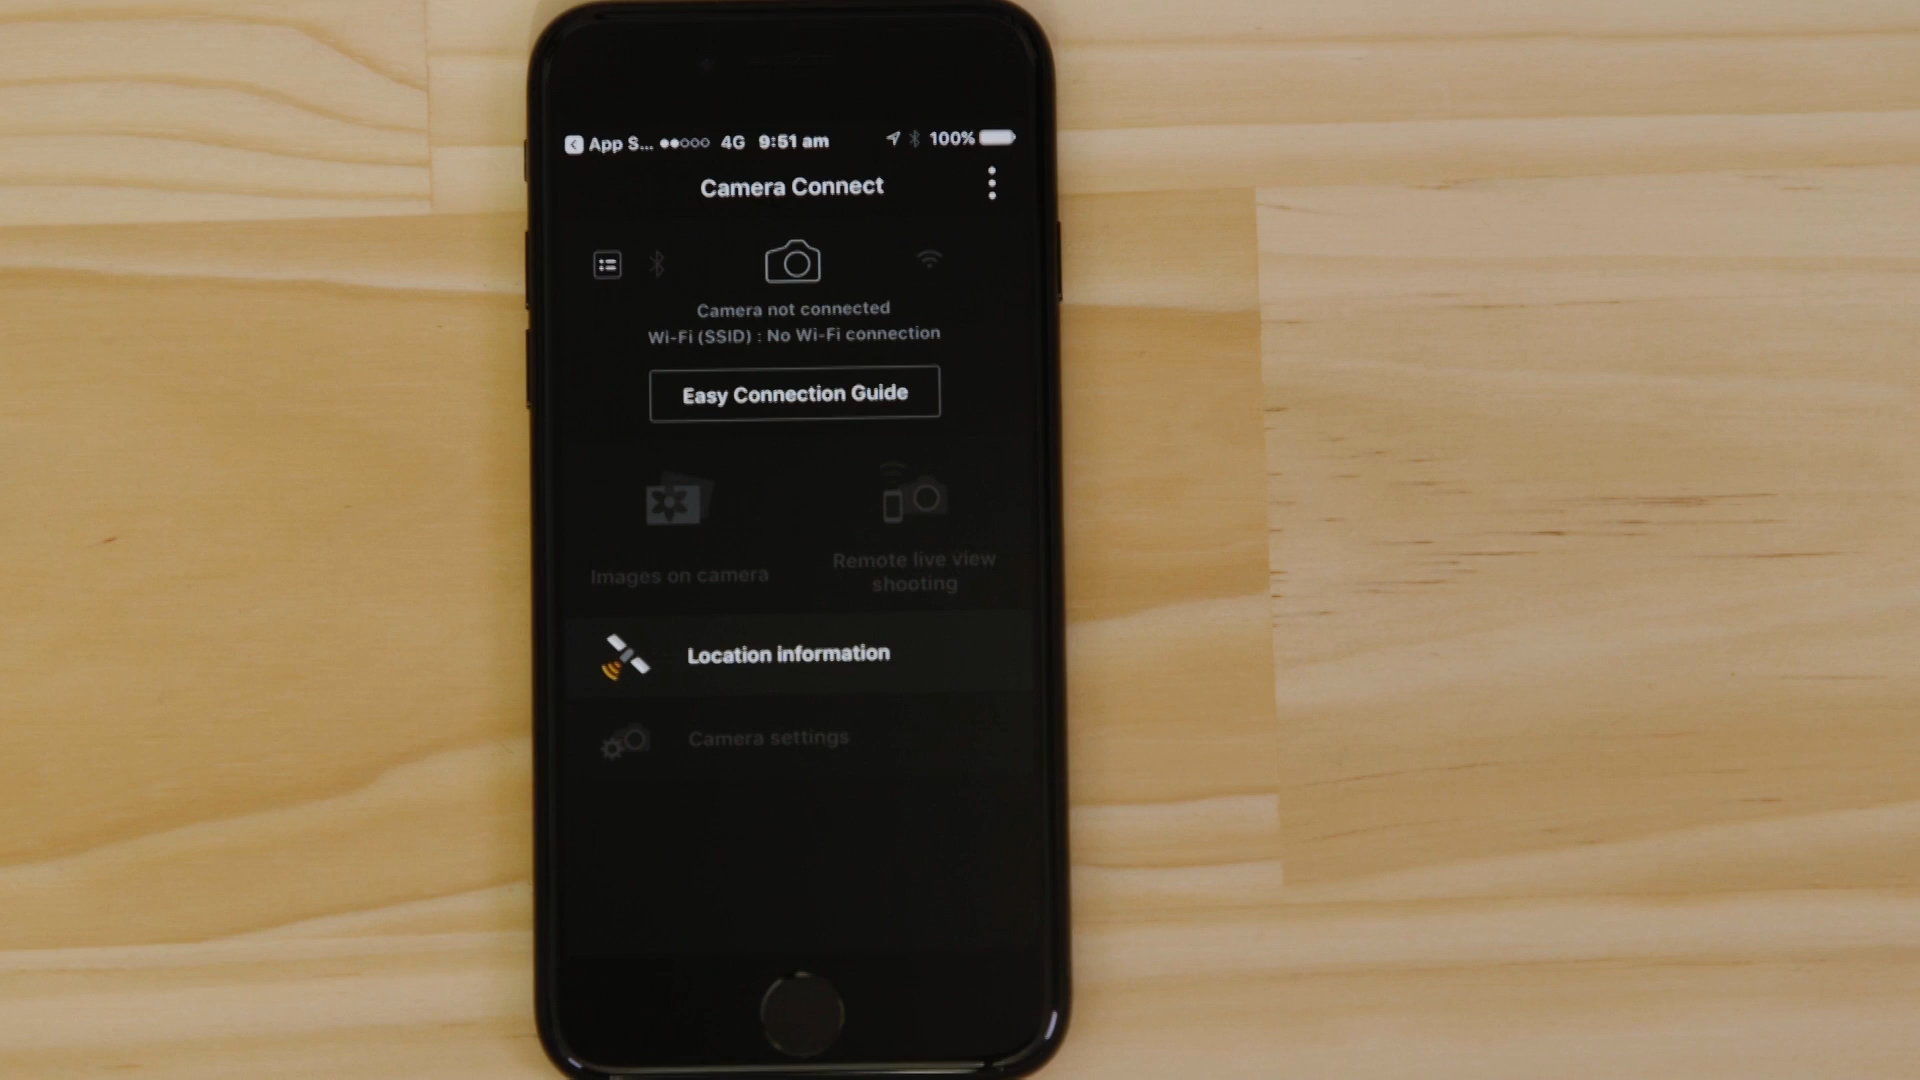 App S... 4G 9:51 am 100%
Camera Connect
Camera not connected
Wi-Fi (SSID) : No Wi-Fi connection
Easy Connection Guide
Images on camera
Remote live view
shooting
Location information
Camera settings